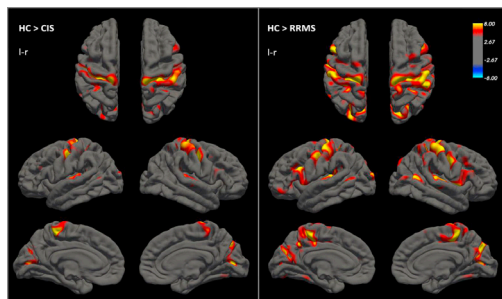 HC > CIS
l-r
HC > RRMS
l-r
8.00
2.67
-2.67
-8.00